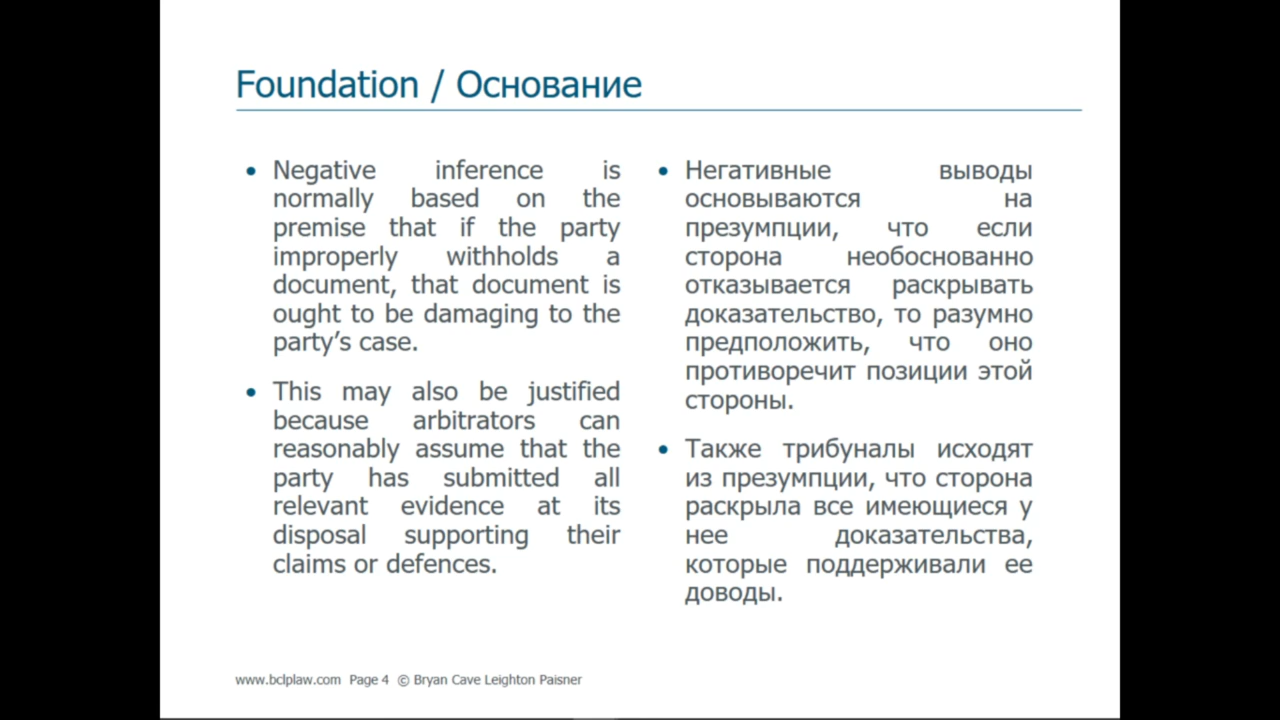 Foundation / Основание
• Negative inference is
normally based on the
premise that if the party
improperly withholds a
document, that document is
ought to be damaging to the
party’s case.
• This may also be justified
because arbitrators can
reasonably assume that the
party has submitted all
relevant evidence at its
disposal supporting their
claims or defences.
• Негативные выводы
основываются на
презумпции, что если
сторона необоснованно
отказывается раскрывать
доказательство, то разумно
предположить, что оно
противоречит позиции этой
стороны.
• Также трибуналы исходят
из презумпции, что сторона
раскрыла все имеющиеся у
нее доказательства,
которые поддерживали ее
доводы.
www.bclplaw.com Page 4 © Bryan Cave Leighton Paisner